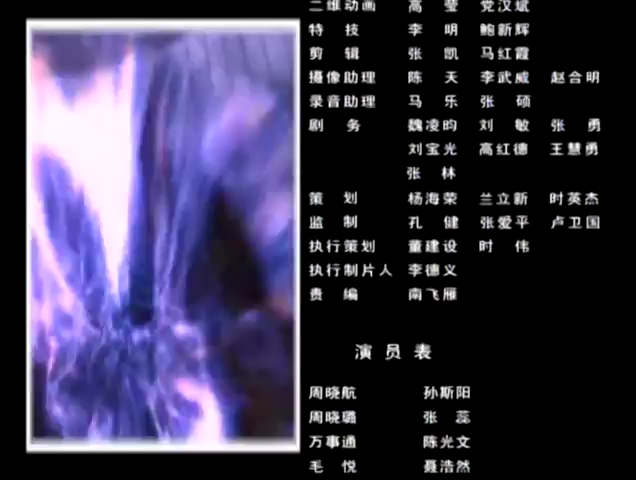 二维动画 高 莹 党汉斌
特 技 李 明 鲍新辉
剪 辑 张 凯 马红霞
摄像助理 陈 天 李武威 赵合明
录音助理 马 乐 张 硕
剧 务 魏凌昀 刘 敏 张 勇
刘宝光 高红德 王慧勇
张 林
策 划 杨海荣 兰立新 时英杰
监 制 孔 健 张爱平 卢卫国
执行策划 董建设 时 伟
执行制片人 李德义
责 编 南飞雁
演 员 表
周晓航 孙斯阳
周晓璐 张 蕊
万事通 陈光文
毛 悦 聂浩然